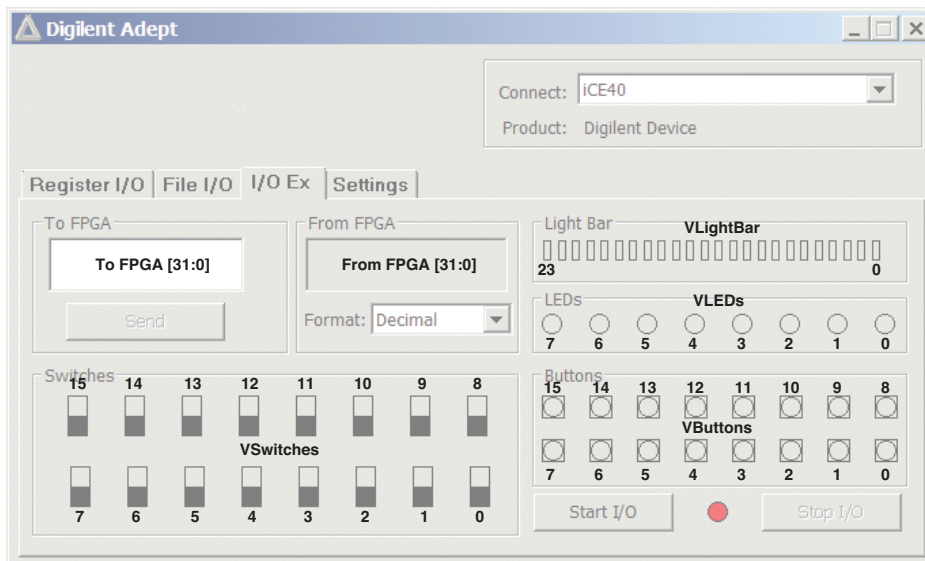 Digilent Adept
Connect: iCE40
Product: Digilent Device
Register I/O File I/O I/O Ex Settings
To FPGA
To FPGA [31:0]
Send
From FPGA
From FPGA [31:0]
Format: Decimal
Light Bar
VLightBar
23 0
LEDs
VLEDs
7 6 5 4 3 2 1 0
Switches
15 14 13 12 11 10 9 8
VSwitches
7 6 5 4 3 2 1 0
Buttons
15 14 13 12 11 10 9 8
VButtons
7 6 5 4 3 2 1 0
Start I/O Stop I/O